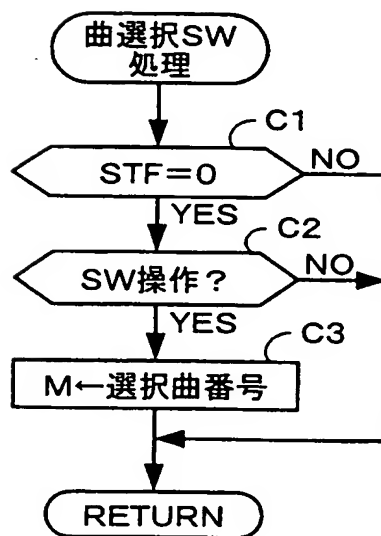 曲選択SW
処理
C1
STF=0
NO
YES
C2
SW操作?
NO
YES
C3
M←選択曲番号
RETURN